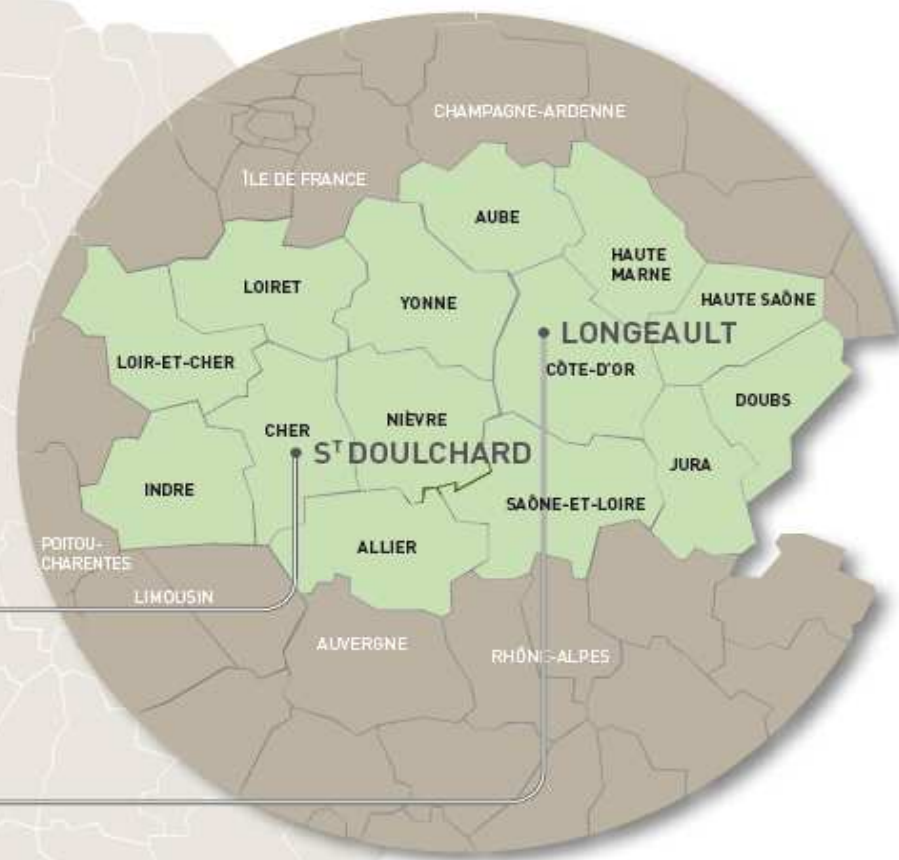 CHAMPAGNE-ARDENNE
ÎLE DE FRANCE
AUBE
HAUTE
MARNE
LOIRET
YONNE
HAUTE SAÔNE
LONGEAULT
LOIR-ET-CHER
CÔTE-D'OR
DOUBS
NIÈVRE
CHER
ST DOULCHARD
JURA
INDRE
SAÔNE-ET-LOIRE
ALLIER
POITOU-
CHARENTES
LIMOUSIN
AUVERGNE
RHÔNE-ALPES